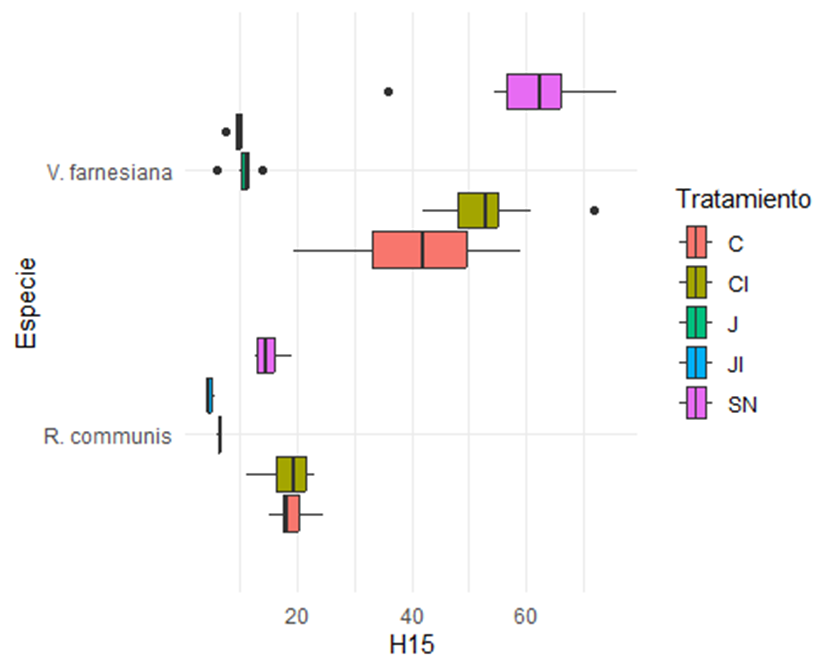 V. farnesiana
R. communis
Especie
20 40 60
H15
Tratamiento
C
CI
J
JI
SN